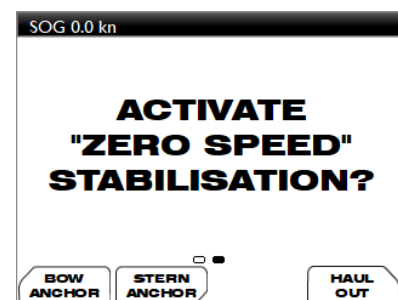 SOG 0.0 kn
ACTIVATE
"ZERO SPEED"
STABILISATION?
BOW
ANCHOR
STERN
ANCHOR
HAUL
OUT